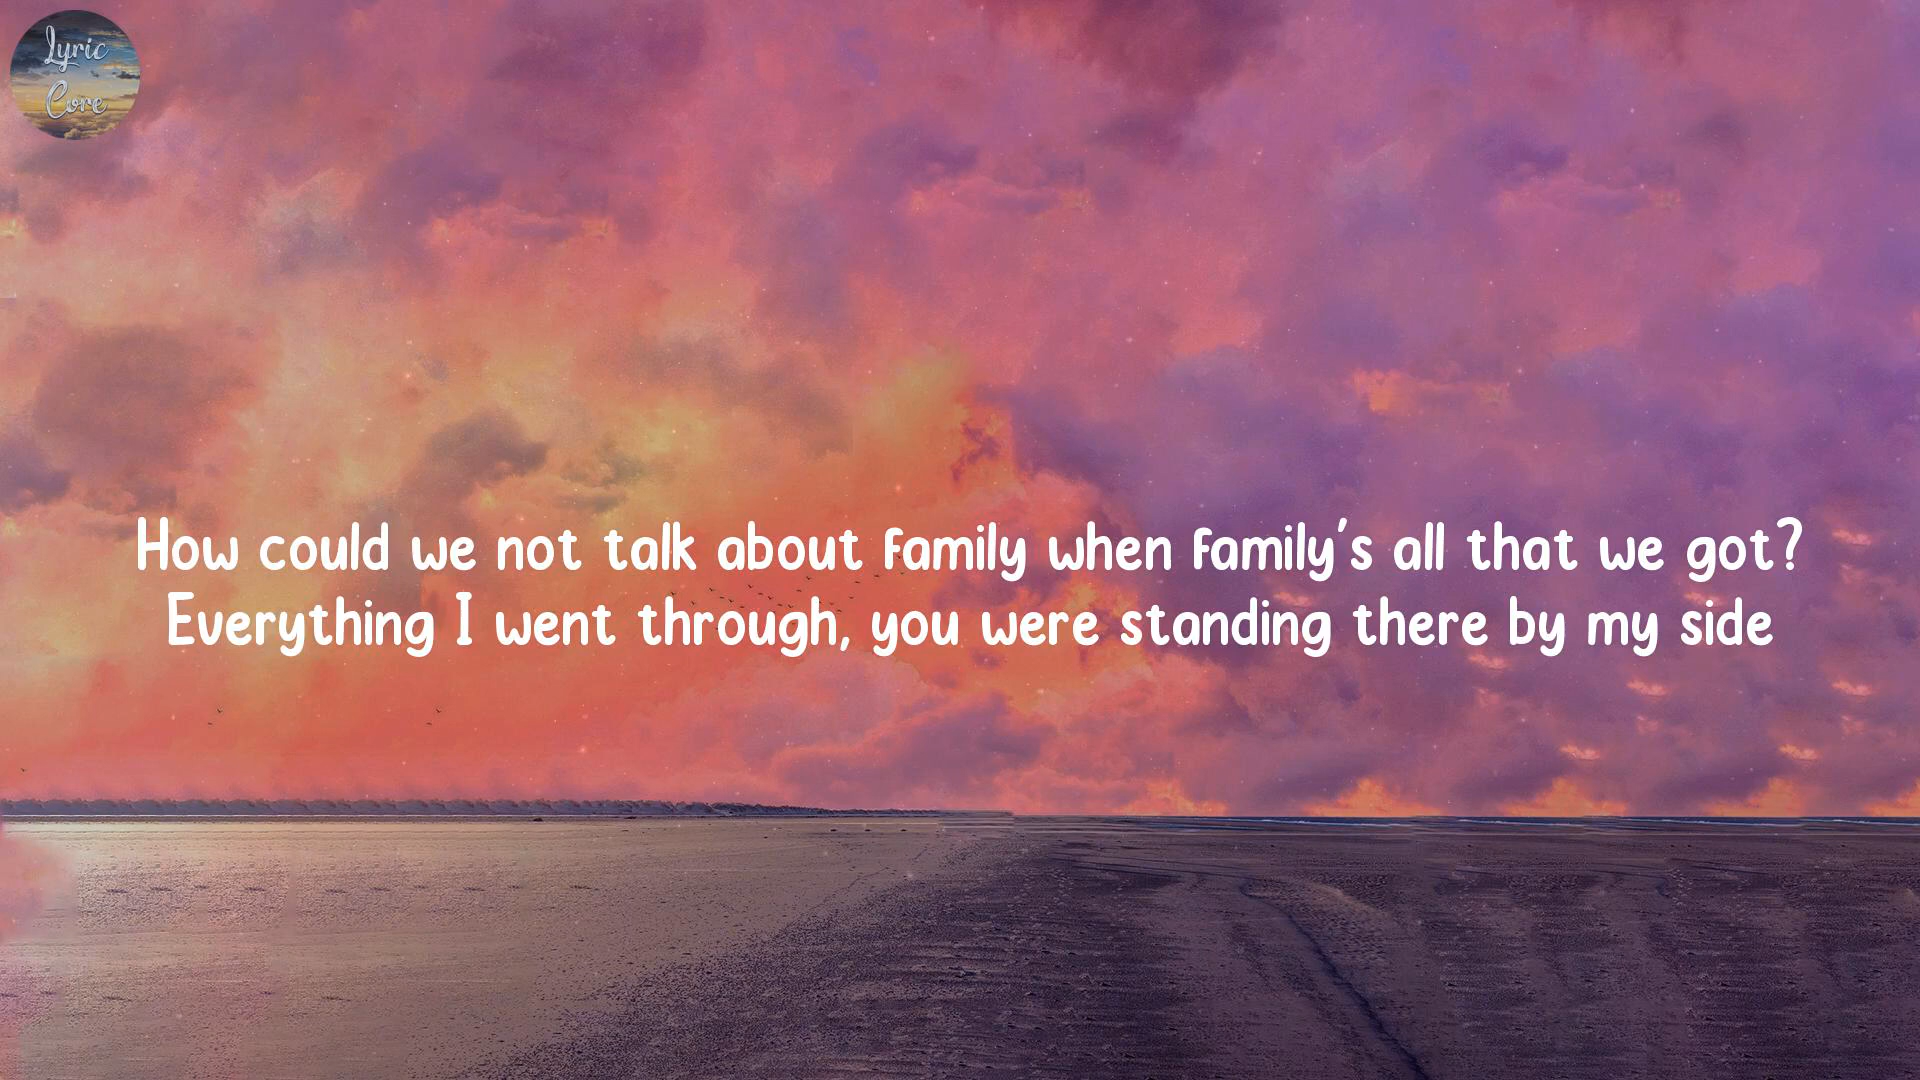 Lyric
Core
How could we not talk about family when family's all that we got?
Everything I went through, you were standing there by my side